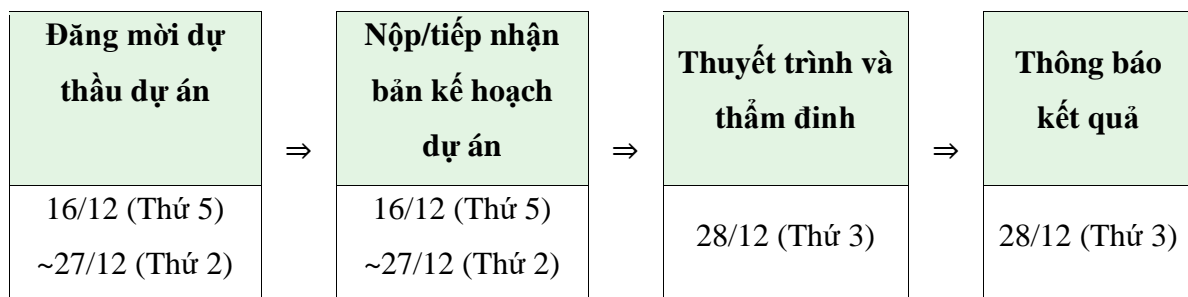 Đăng mời dự
thầu dự án
16/12 (Thứ 5)
~27/12 (Thứ 2)
⇒
Nộp/tiếp nhận
bản kế hoạch
dự án
16/12 (Thứ 5)
~27/12 (Thứ 2)
⇒
Thuyết trình và
thẩm đinh
28/12 (Thứ 3)
⇒
Thông báo
kết quả
28/12 (Thứ 3)